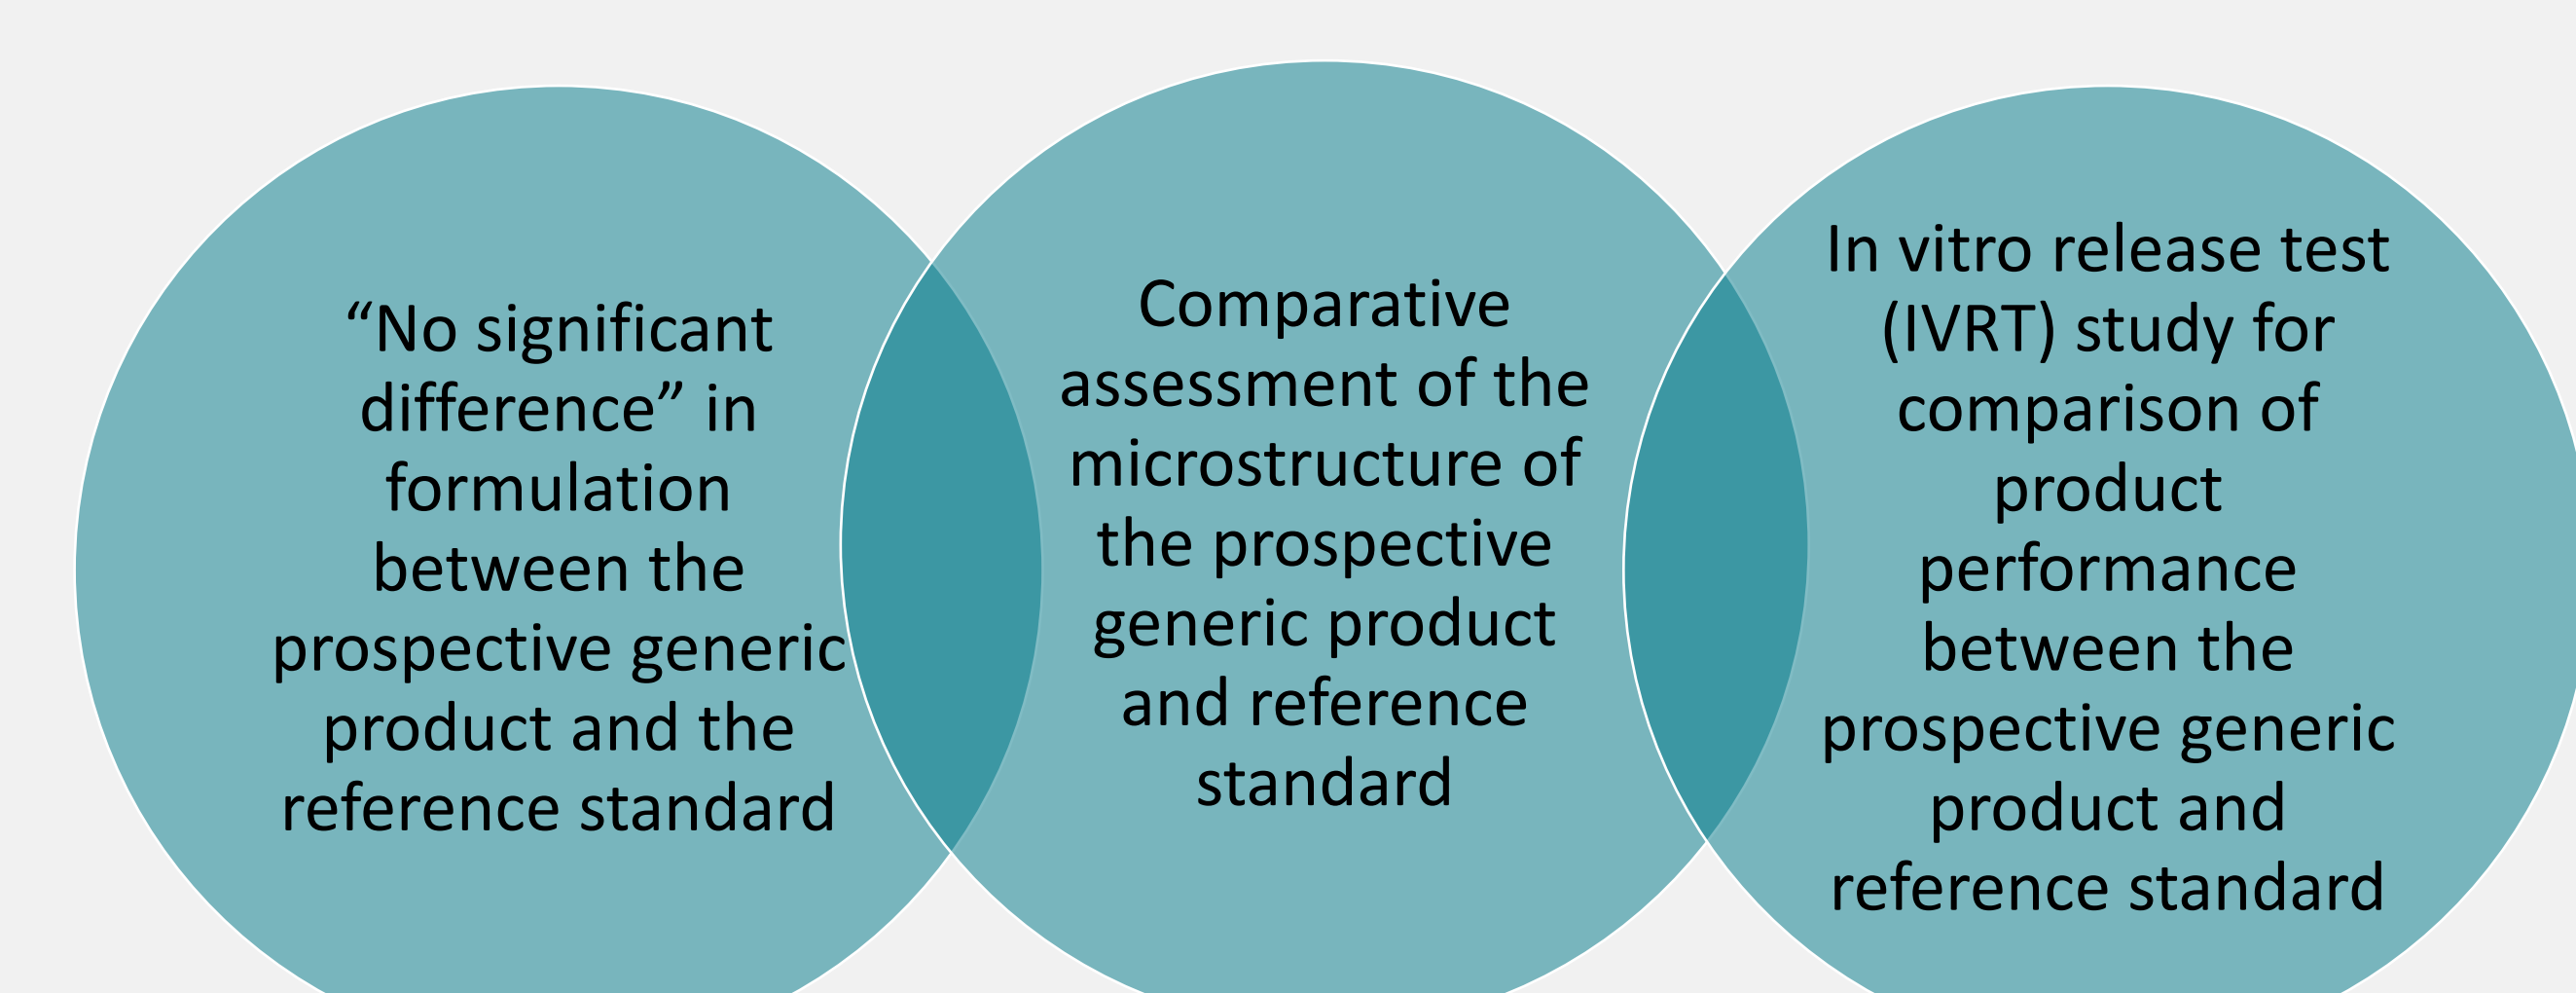 “No significant
difference” in
formulation
between the
prospective generic
product and the
reference standard
Comparative
assessment of the
microstructure of
the prospective
generic product
and reference
standard
In vitro release test
(IVRT) study for
comparison of
product
performance
between the
prospective generic
product and
reference standard